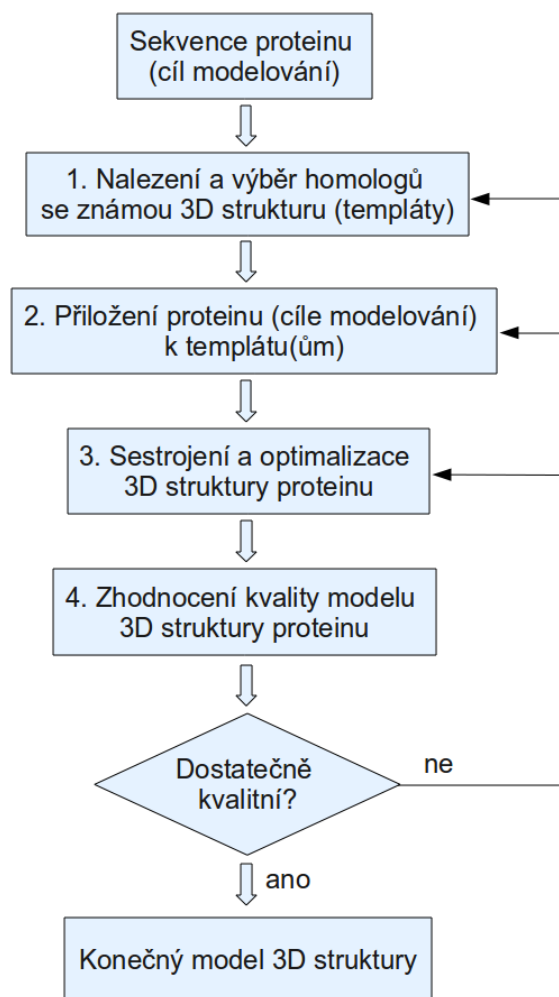 Sekvence proteinu
(cíl modelování)
1. Nalezení a výběr homologů
se známou 3D strukturu (templáty)
2. Přiložení proteinu (cíle modelování)
k templátu(ům)
3. Sestrojení a optimalizace
3D struktury proteinu
4. Zhodnocení kvality modelu
3D struktury proteinu
Dostatečně
kvalitní?
ne
ano
Konečný model 3D struktury